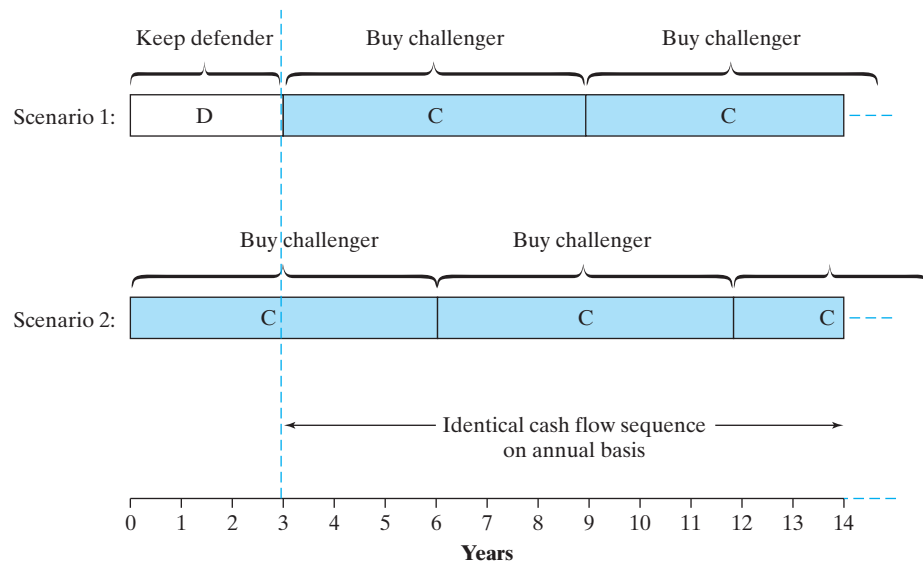 Keep defender
Buy challenger
Buy challenger
Scenario 1:
D
C
C
Buy challenger
Buy challenger
Scenario 2:
C
C
C
Identical cash flow sequence
on annual basis
0 1 2 3 4 5 6 7 8 9 10 11 12 13 14
Years